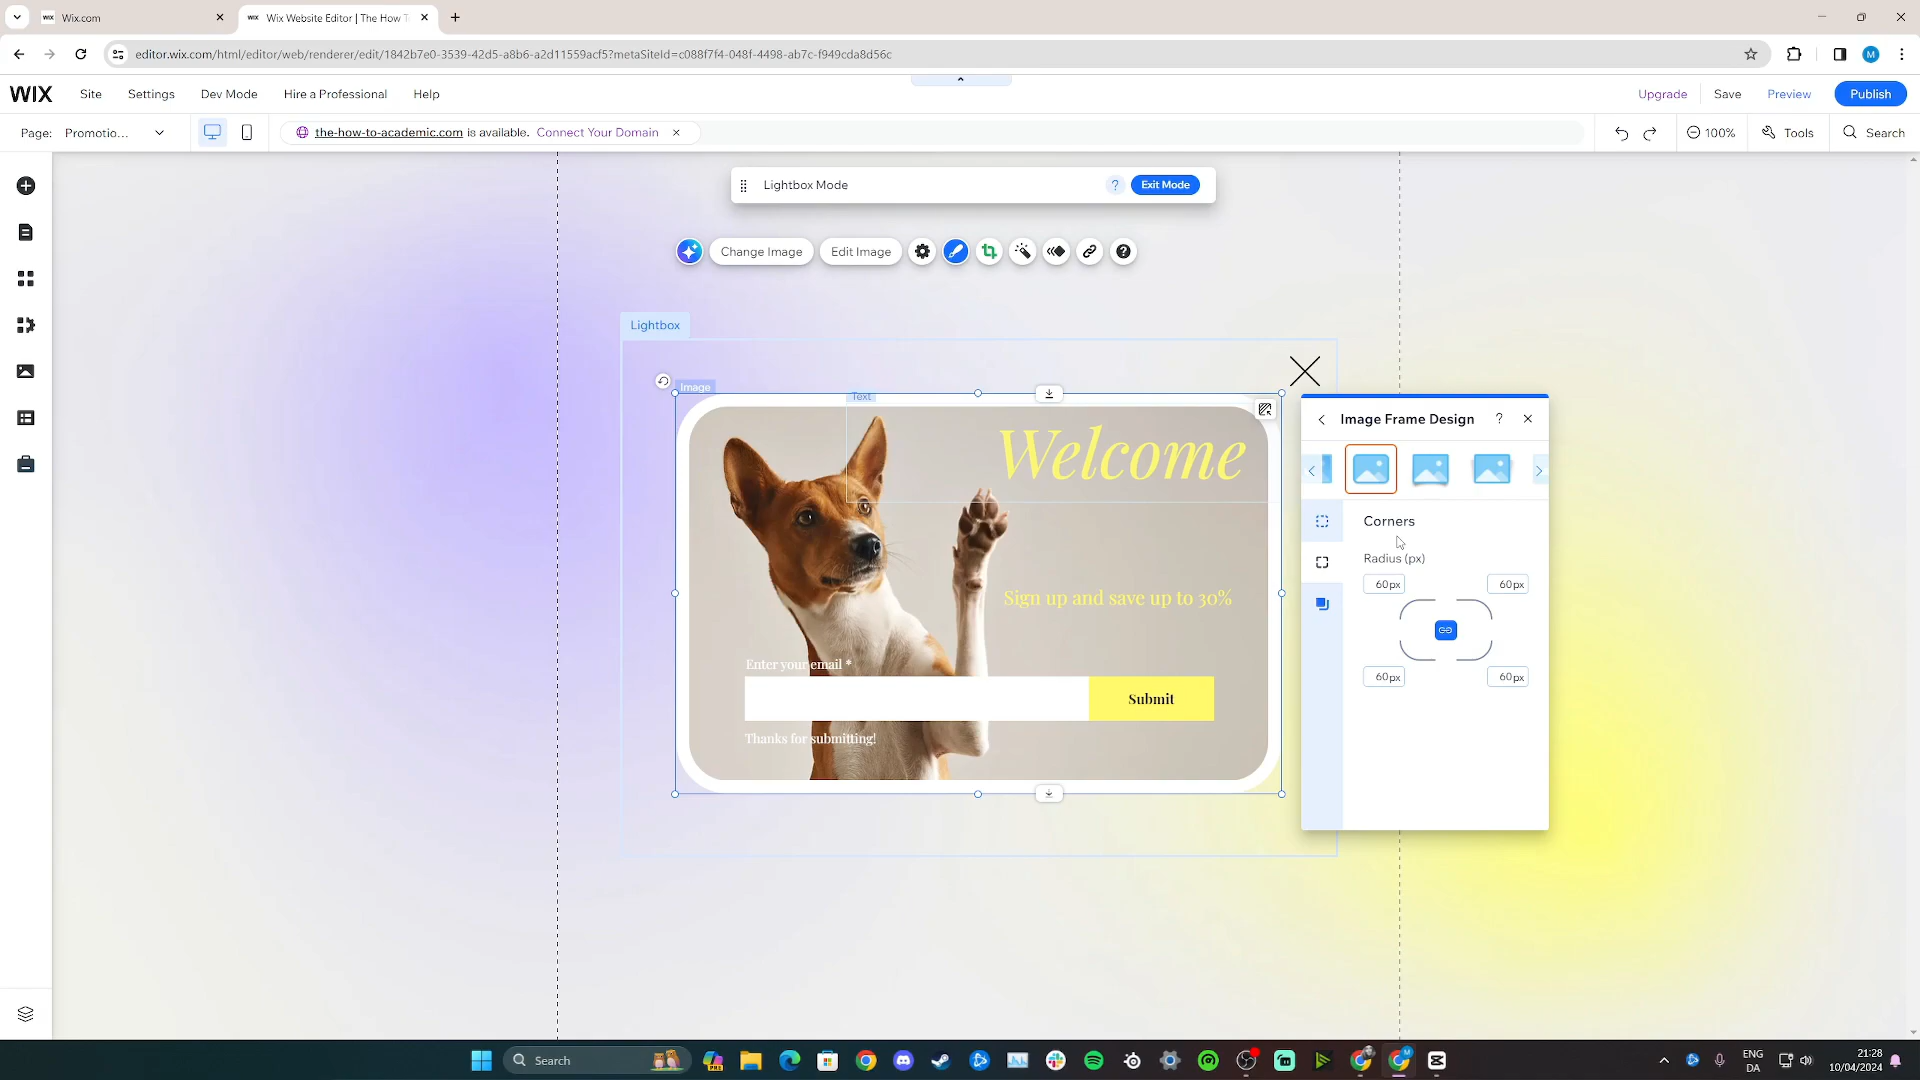 Wix.com
Wix Website Editor | The How T
editor.wix.com/html/editor/web/renderer/edit/1842b7e0-3539-42d5-a8b6-a2d11559acf5?metaSiteId=c088f7f4-048f-4498-ab7c-f949cda8d56c
M
WIX
Site
Settings
Dev Mode
Hire a Professional
Help
Upgrade
Save
Preview
Publish
Page: Promotio...
the-how-to-academic.com is available. Connect Your Domain
100%
Tools
Search
Lightbox Mode
?
Exit Mode
Change Image
Edit Image
Lightbox
Image
Text
Welcome
Sign up and save up to 30%
Enter your email *
Submit
Thanks for submitting!
Image Frame Design
?
Corners
Radius (px)
60px
60px
60px
60px
Search
ENG
DA
21:28
10/04/2024